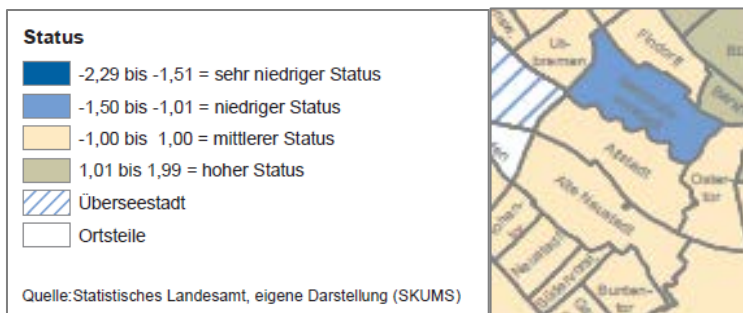 Status
-2,29 bis -1,51 = sehr niedriger Status
-1,50 bis -1,01 = niedriger Status
-1,00 bis 1,00 = mittlerer Status
1,01 bis 1,99 = hoher Status
Überseestadt
Ortsteile
Quelle:Statistisches Landesamt, eigene Darstellung (SKUMS)
Findorff
Ut-
bremen
Altstadt
Oster-
tor
Alte Neustadt
Neustadt
Bunten-
tor